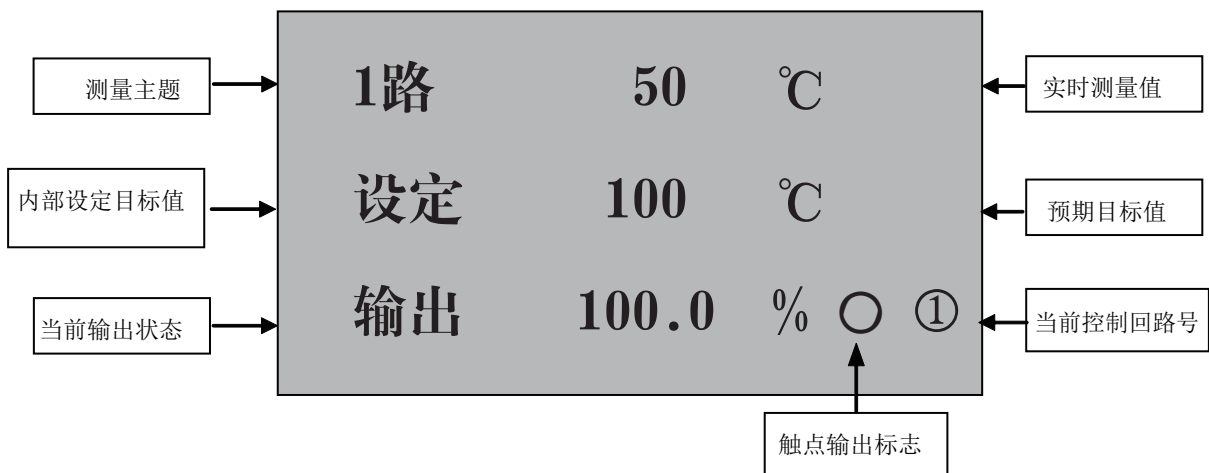 测量主题
1路 50 ℃
实时测量值
内部设定目标值
设定 100 ℃
预期目标值
当前输出状态
输出 100.0 % ○ ①
当前控制回路号
触点输出标志